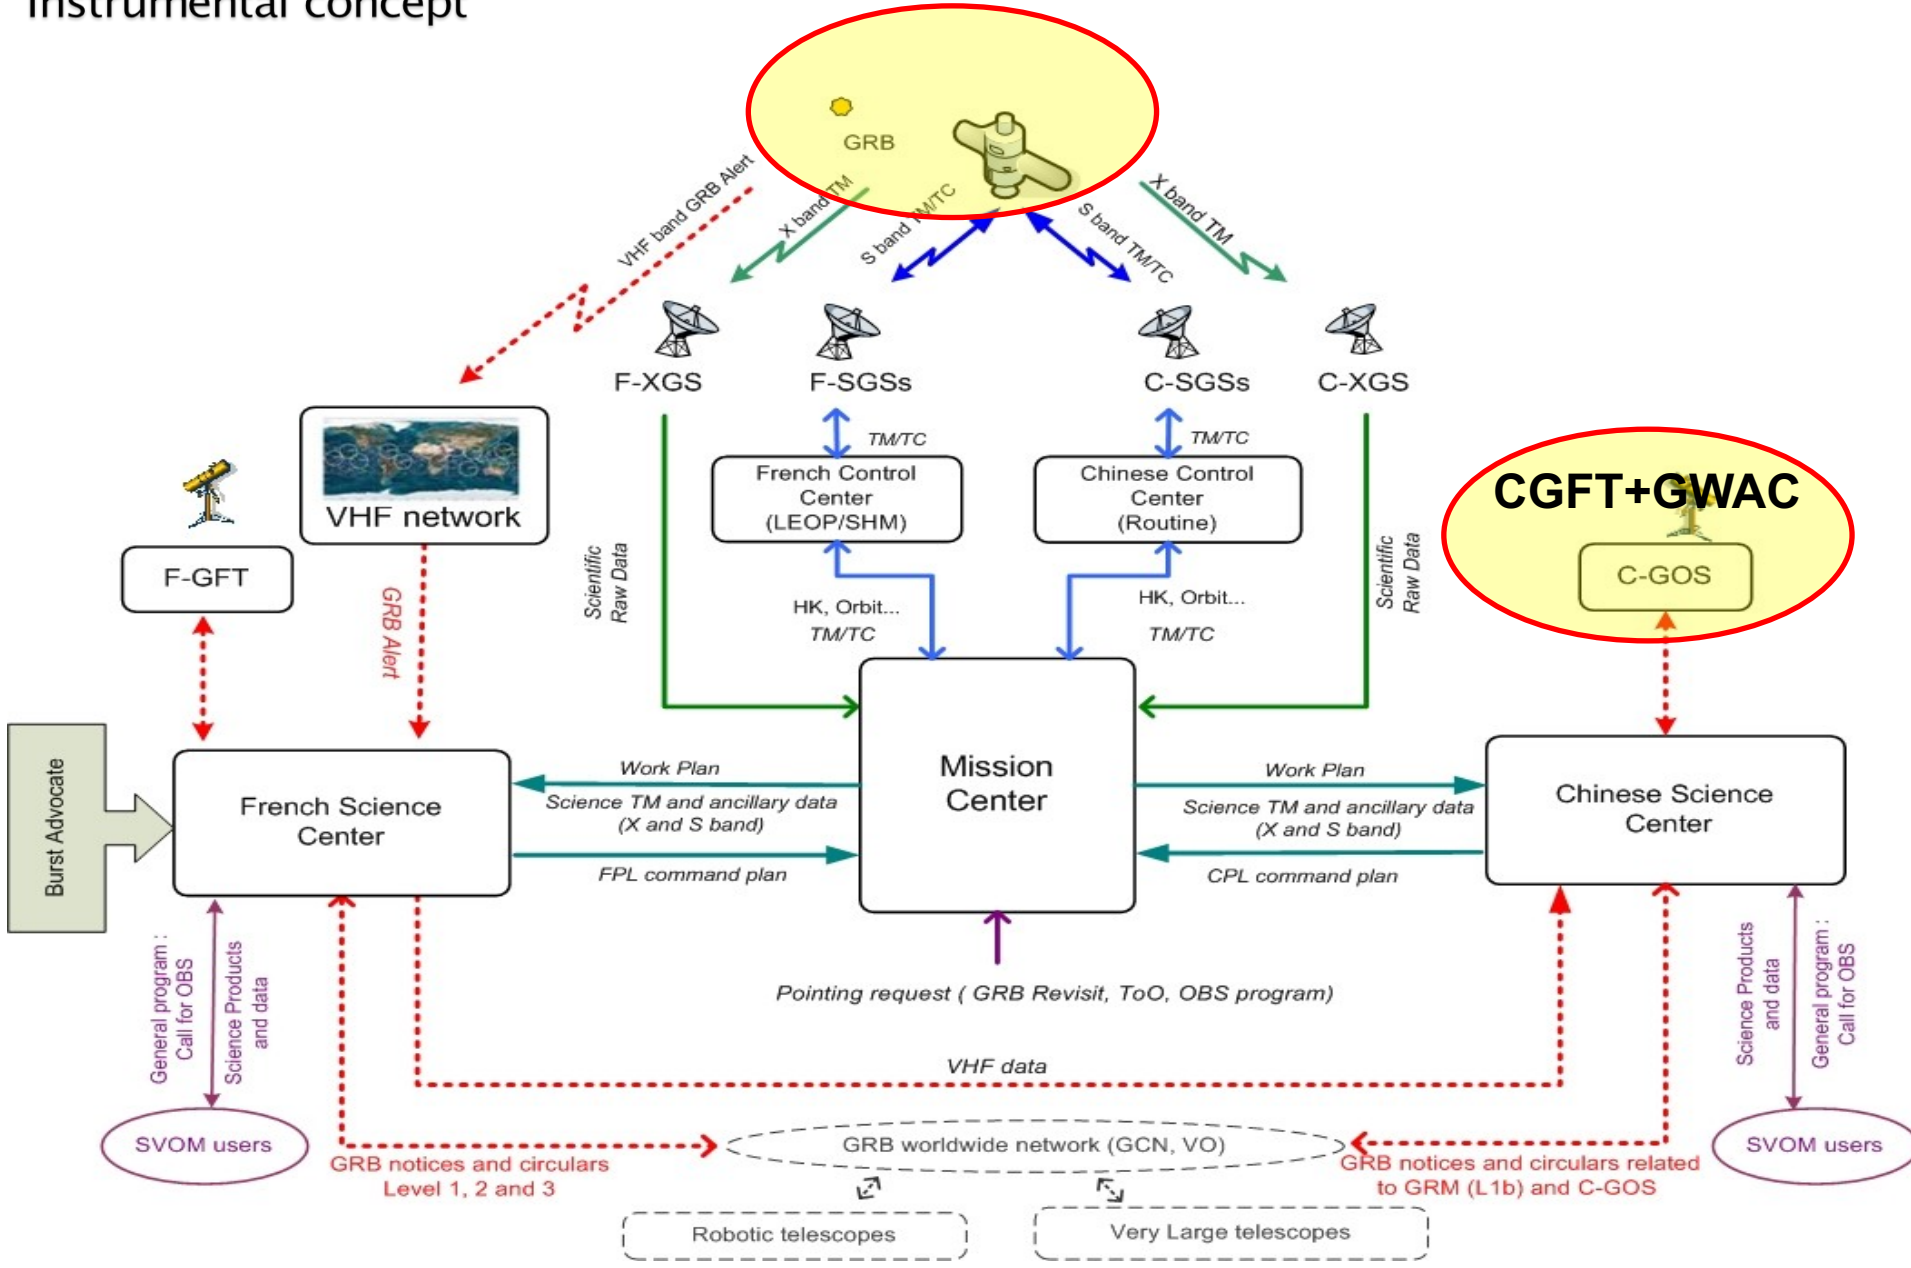 Instrumental concept
GRB
VHF band GRB Alert
X band TM
S band TM/TC
S band TM/TC
X band TM
F-XGS
F-SGSs
C-SGSs
C-XGS
TM/TC
TM/TC
VHF network
French Control
Center
(LEOP/SHM)
Chinese Control
Center
(Routine)
CGFT+GWAC
C-GOS
F-GFT
GRB Alert
Scientific
Raw Data
HK, Orbit...
TM/TC
HK, Orbit...
TM/TC
Scientific
Raw Data
Burst Advocate
French Science
Center
Work Plan
Science TM and ancillary data
(X and S band)
FPL command plan
Mission
Center
Work Plan
Science TM and ancillary data
(X and S band)
CPL command plan
Chinese Science
Center
General program :
Call for OBS
Science Products
and data
Pointing request ( GRB Revisit, ToO, OBS program)
Science Products
and data
General program :
Call for OBS
VHF data
SVOM users
GRB worldwide network (GCN, VO)
SVOM users
GRB notices and circulars
Level 1, 2 and 3
GRB notices and circulars related
to GRM (L1b) and C-GOS
Robotic telescopes
Very Large telescopes